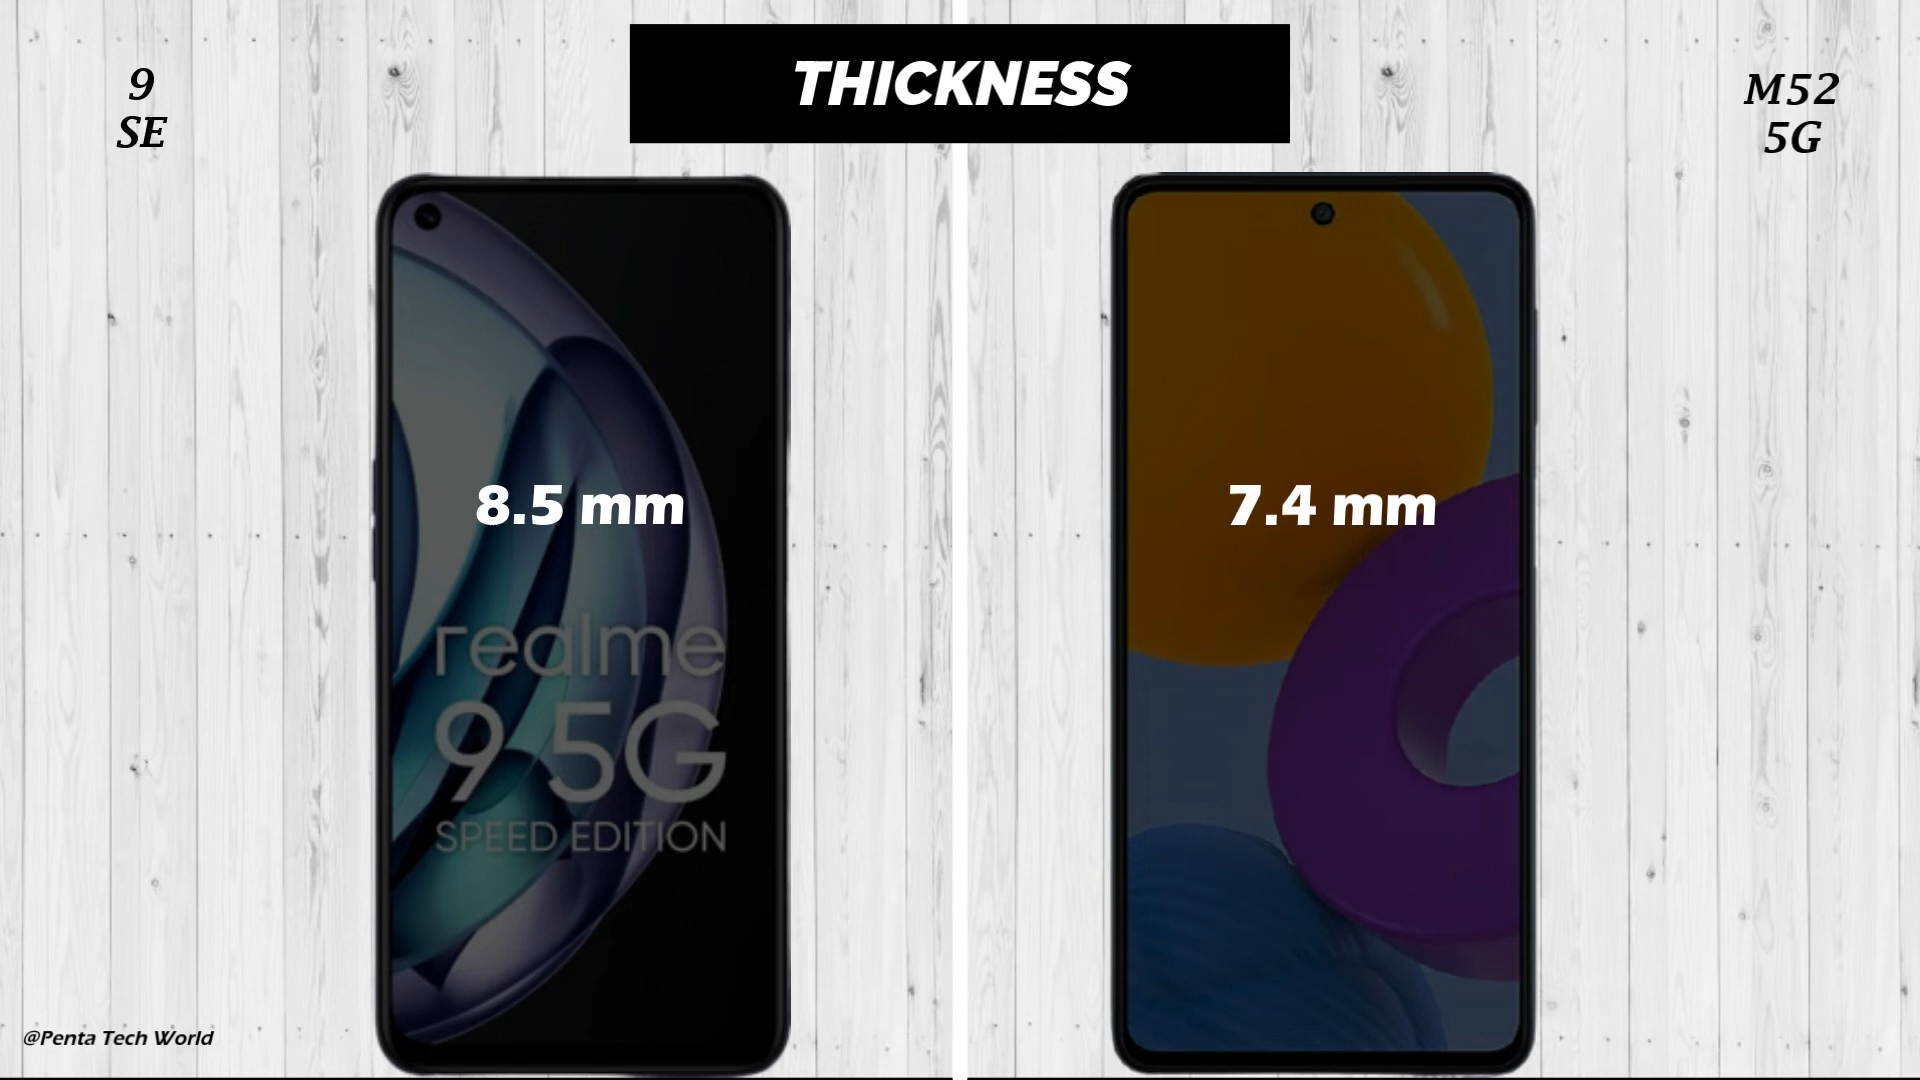 THICKNESS
9
SE
M52
5G
8.5 mm
7.4 mm
realme
9 5G
SPEED EDITION
@Penta Tech World